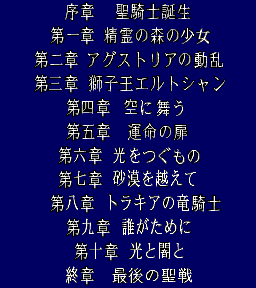 序章　聖騎士誕生
第一章 精霊の森の少女
第二章 アグストリアの動乱
第三章 獅子王エルトシャン
第四章　空に舞う
第五章　運命の扉
第六章 光をつぐもの
第七章 砂漠を越えて
第八章 トラキアの竜騎士
第九章 誰がために
第十章 光と闇と
終章　最後の聖戦